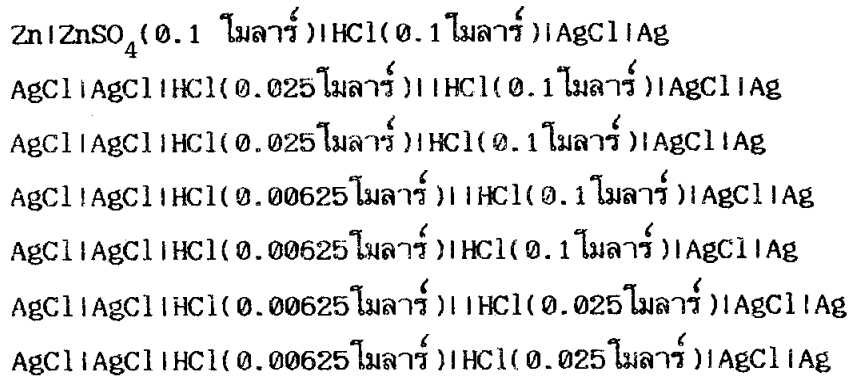 Zn|ZnSO4(0.1 โมลาร์)|HCl(0.1โมลาร์)|AgCl|Ag
AgCl|AgCl|HCl(0.025โมลาร์)||HCl(0.1โมลาร์)|AgCl|Ag
AgCl|AgCl|HCl(0.025โมลาร์)|HCl(0.1โมลาร์)|AgCl|Ag
AgCl|AgCl|HCl(0.00625โมลาร์)||HCl(0.1โมลาร์)|AgCl|Ag
AgCl|AgCl|HCl(0.00625โมลาร์)|HCl(0.1โมลาร์)|AgCl|Ag
AgCl|AgCl|HCl(0.00625โมลาร์)||HCl(0.025โมลาร์)|AgCl|Ag
AgCl|AgCl|HCl(0.00625โมลาร์)|HCl(0.025โมลาร์)|AgCl|Ag